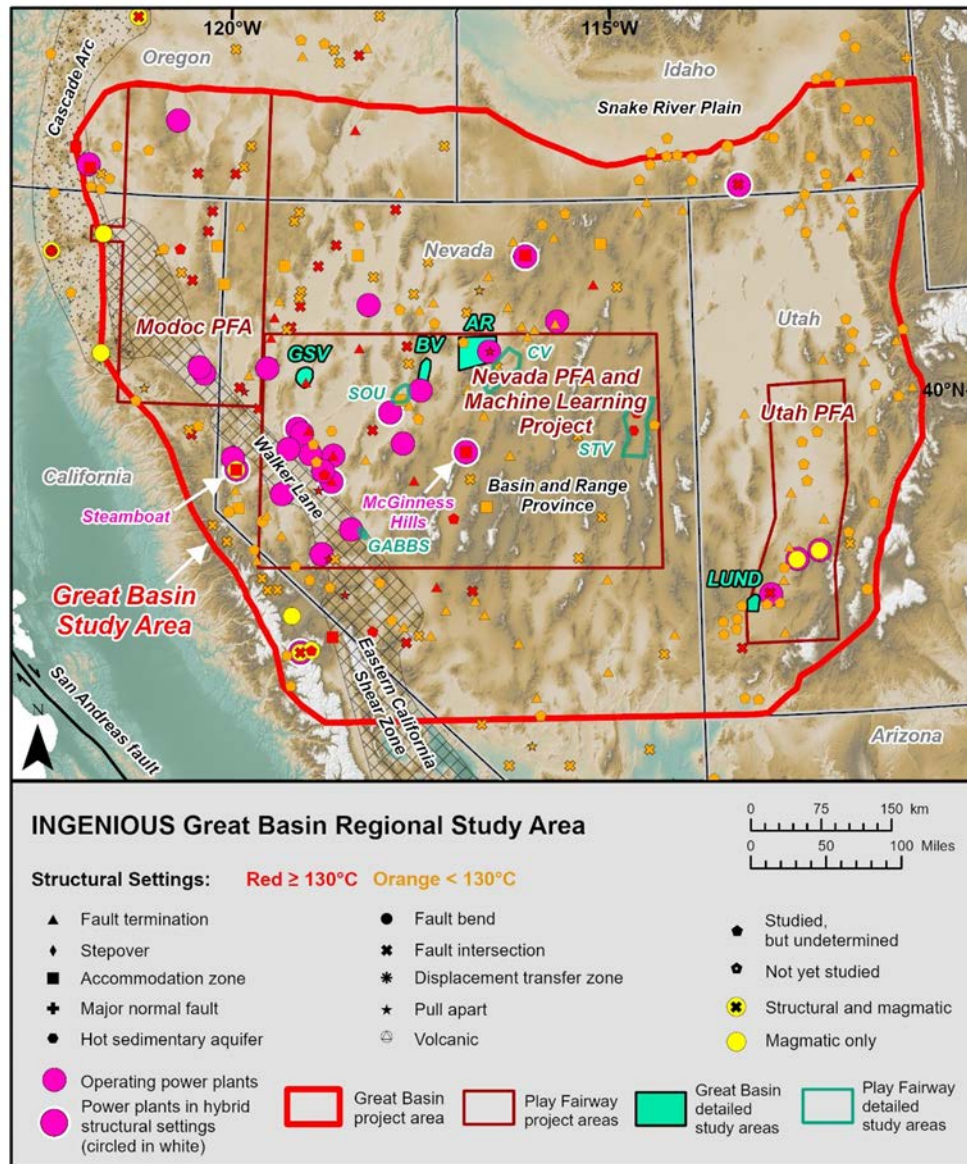 120°W
115°W
Oregon
Idaho
Cascade Arc
Snake River Plain
Nevada
Utah
Modoc PFA
AR
BV
GSV
CV
SOU
Nevada PFA and
Machine Learning
Project
40°N
Utah PFA
STV
California
Walker Lane
Steamboat
McGinness
Hills
Basin and Range
Province
GABBS
Great Basin
Study Area
LUND
San Andreas fault
Eastern California
Shear Zone
N
Arizona
INGENIOUS Great Basin Regional Study Area
0 75 150 km
0 50 100 Miles
Structural Settings: Red ≥ 130°C Orange < 130°C
Fault termination
Stepover
Accommodation zone
Major normal fault
Hot sedimentary aquifer
Fault bend
Fault intersection
Displacement transfer zone
Pull apart
Volcanic
Studied,
but undetermined
Not yet studied
Structural and magmatic
Magmatic only
Operating power plants
Power plants in hybrid
structural settings
(circled in white)
Great Basin
project area
Play Fairway
project areas
Great Basin
detailed
study areas
Play Fairway
detailed
study areas